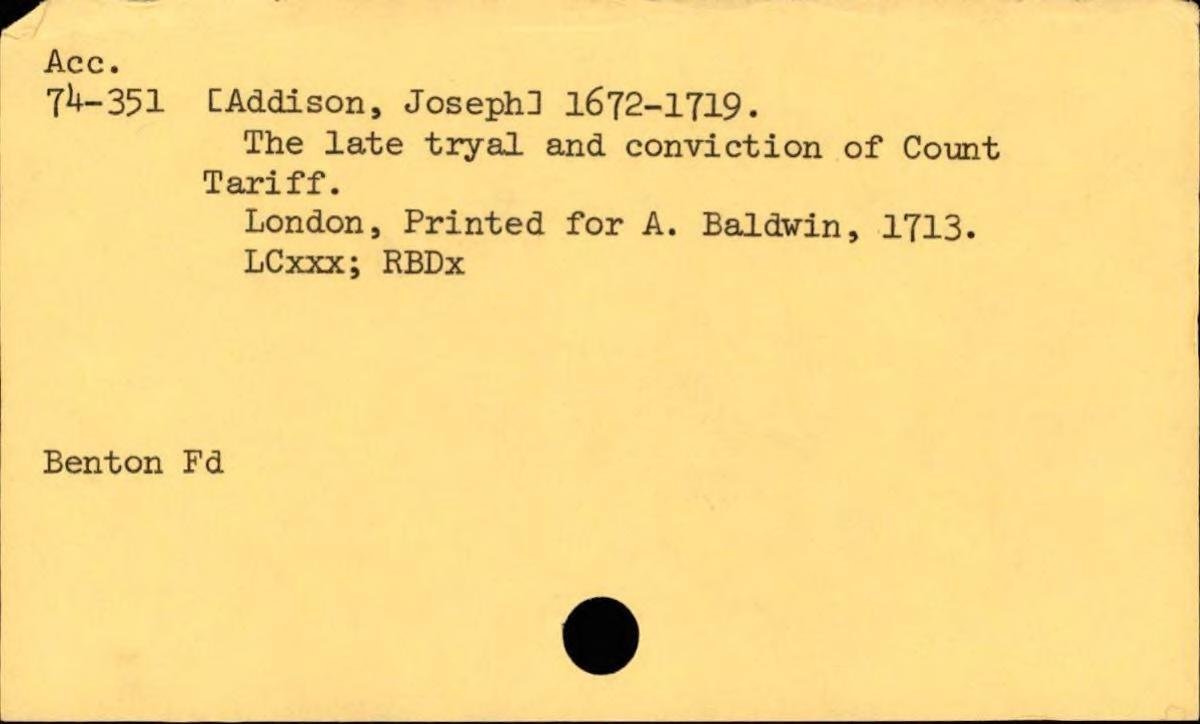 Acc.
74-351 [Addison, Joseph] 1672-1719.
The late tryal and conviction of Count
Tariff.
London, Printed for A. Baldwin, 1713.
LCxxx; RBDx
Benton Fd